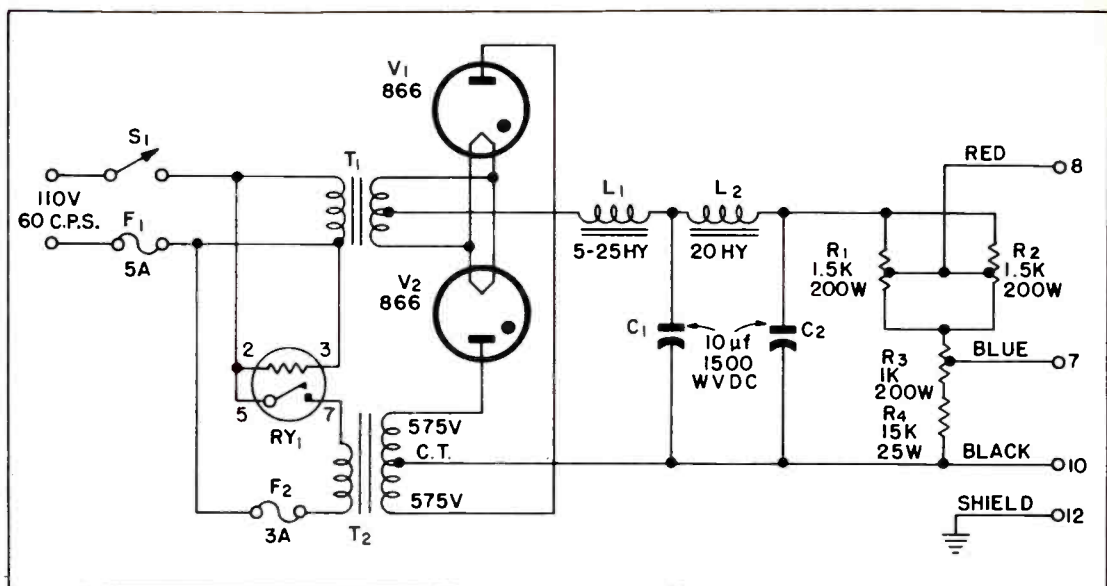 V1
866
S1
110V
60 C.P.S.
F1
5A
T1
L1
5-25HY
L2
20HY
RED
8
R1
1.5K
200W
R2
1.5K
200W
V2
866
C1
10 µf
1500
WVDC
C2
2
3
5
7
RY1
BLUE
7
R3
1K
200W
R4
15K
25W
575V
C.T.
575V
BLACK
10
F2
3A
T2
SHIELD
12